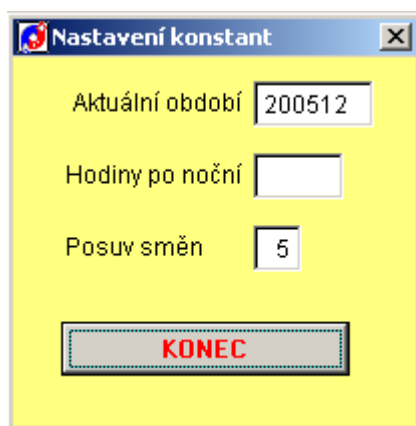 Nastavení konstant
Aktuální období 200512
Hodiny po noční
Posuv směn 5
KONEC